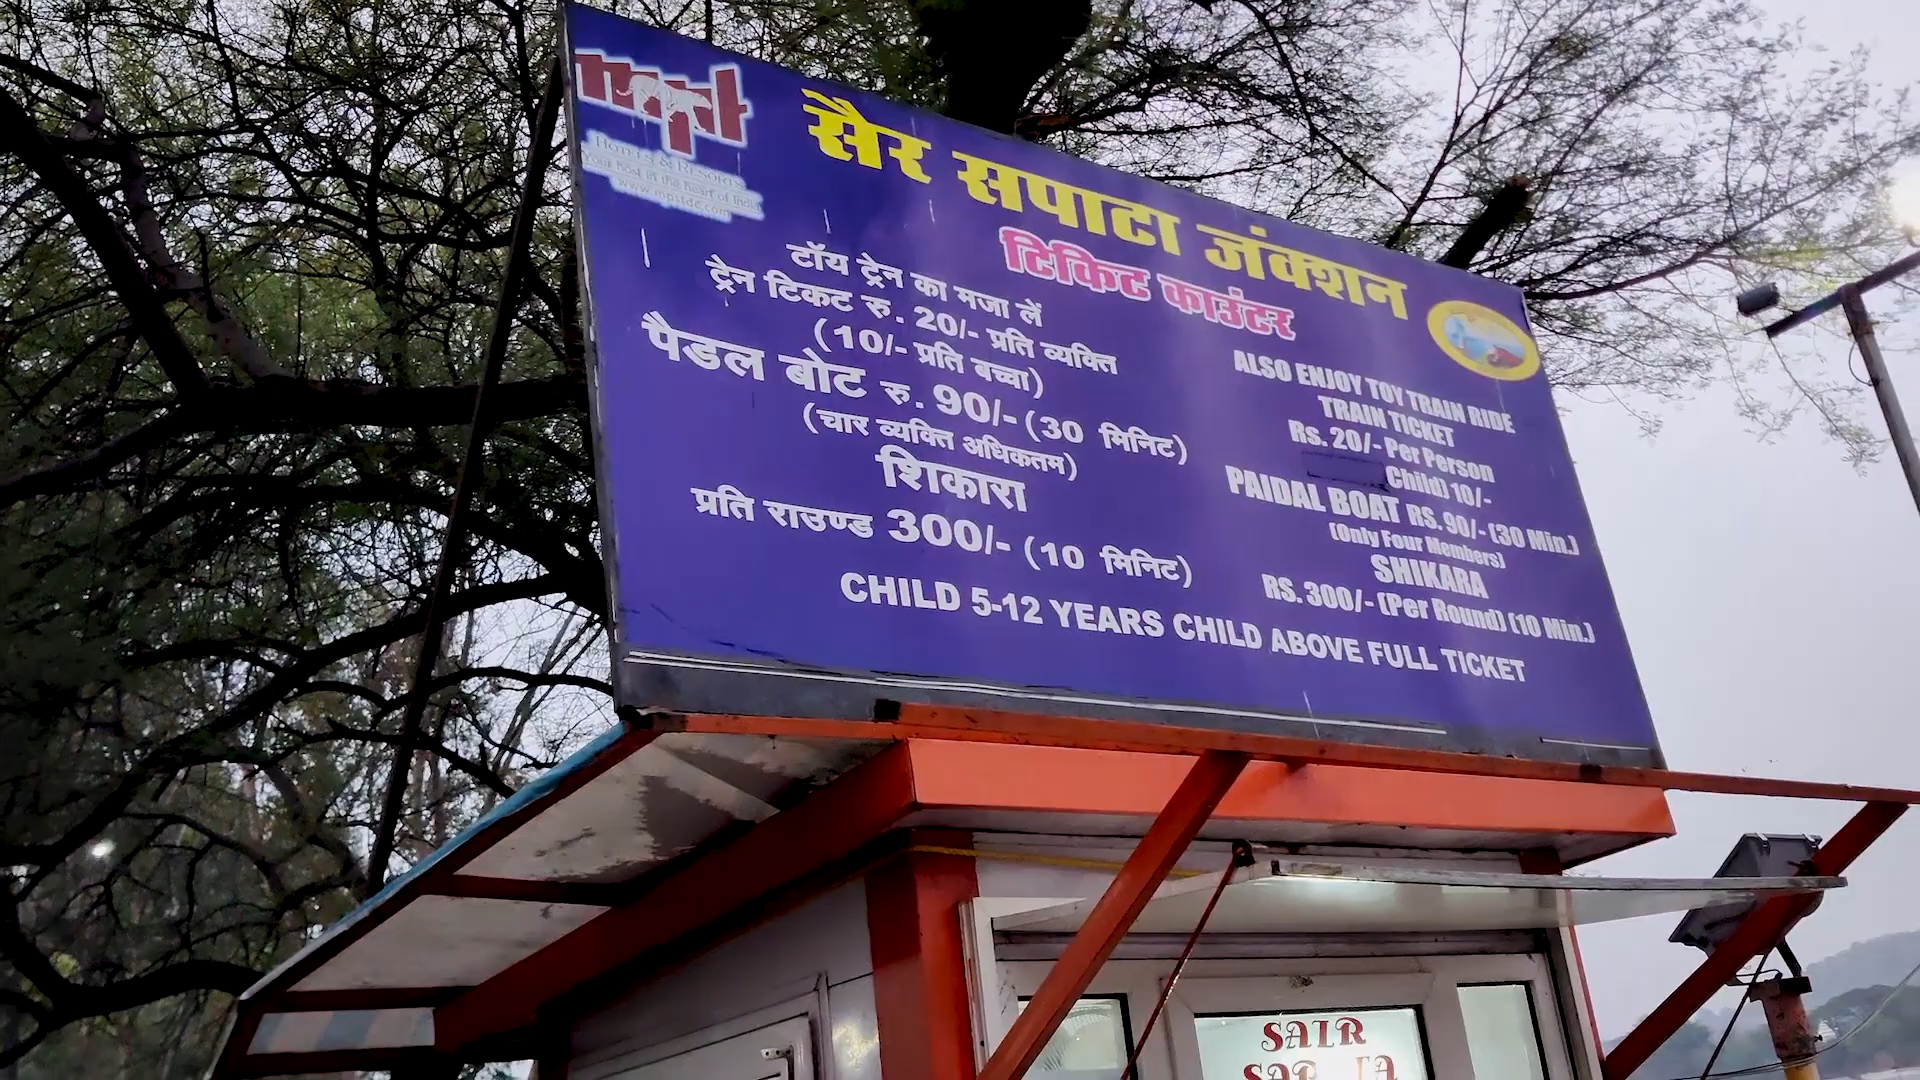 mpt
HOTELS & RESORTS
Your host in the heart of India
www.mpstdc.com
सैर सपाटा जंक्शन
टिकिट काउंटर
टॉय ट्रेन का मजा लें
ट्रेन टिकट रु. 20/- प्रति व्यक्ति
(10/- प्रति बच्चा)
पैडल बोट रु. 90/- (30 मिनिट)
(चार व्यक्ति अधिकतम)
शिकारा
प्रति राउण्ड 300/- (10 मिनिट)
ALSO ENJOY TOY TRAIN RIDE
TRAIN TICKET
Rs. 20/- Per Person
Child) 10/-
PAIDAL BOAT RS. 90/- (30 Min.)
(Only Four Members)
SHIKARA
RS. 300/- (Per Round) (10 Min.)
CHILD 5-12 YEARS CHILD ABOVE FULL TICKET
SAIR